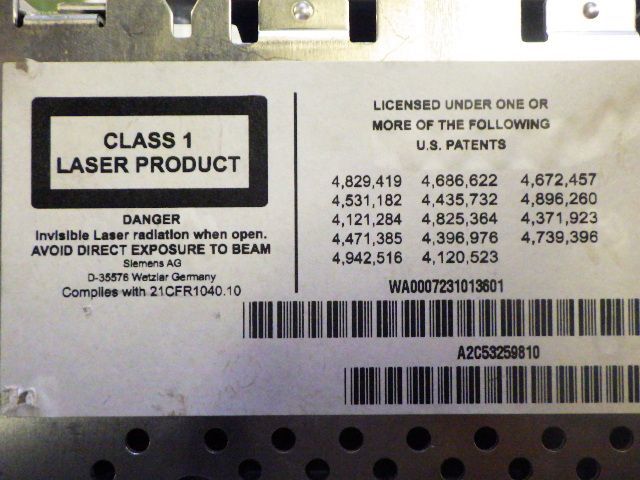 CLASS 1
LASER PRODUCT
DANGER
Invisible Laser radiation when open.
AVOID DIRECT EXPOSURE TO BEAM
Siemens AG
D-35576 Wetzlar Germany
Complies with 21CFR1040.10
LICENSED UNDER ONE OR
MORE OF THE FOLLOWING
U.S. PATENTS
4,829,419 4,686,622 4,672,457
4,531,182 4,435,732 4,896,260
4,121,284 4,825,364 4,371,923
4,471,385 4,396,976 4,739,396
4,942,516 4,120,523
WA0007231013601
A2C53259810